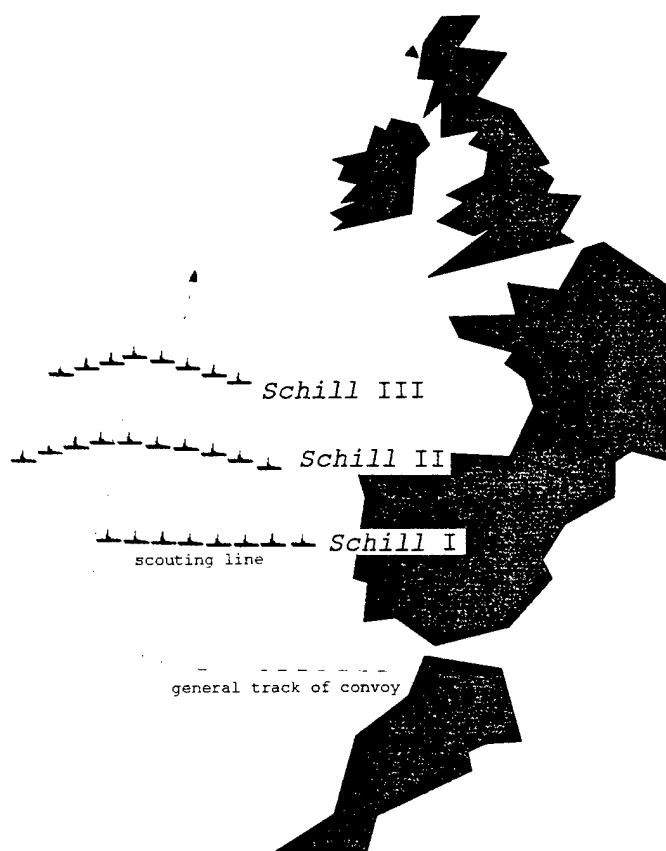 Schill III
Schill II
Schill I
scouting line
general track of convoy